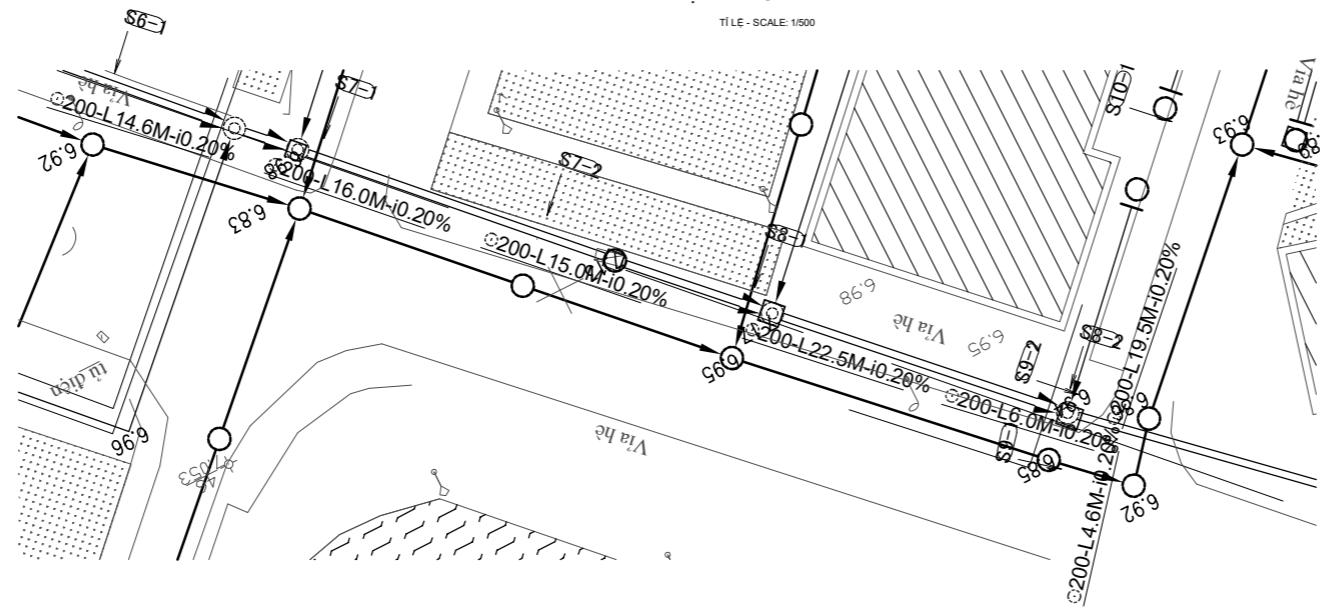 TỈ LỆ - SCALE: 1/500
S6-1
S7-1
Vỉa hè
⌀200-L14.6M-i0.20%
6.92
S7-2
⌀200-L16.0M-i0.20%
6.83
S8-1
⌀200-L15.0M-i0.20%
S10-1
Vỉa hè
6.93
6.98
Vỉa hè
6.95
⌀200-L22.5M-i0.20%
6.95
S9-2
S8-2
⌀200-L19.5M-i0.20%
⌀200-L6.0M-i0.20%
S9-1
6.85
6.92
⌀200-L4.6M-i0.20%
tủ điện
6.96
Vỉa hè